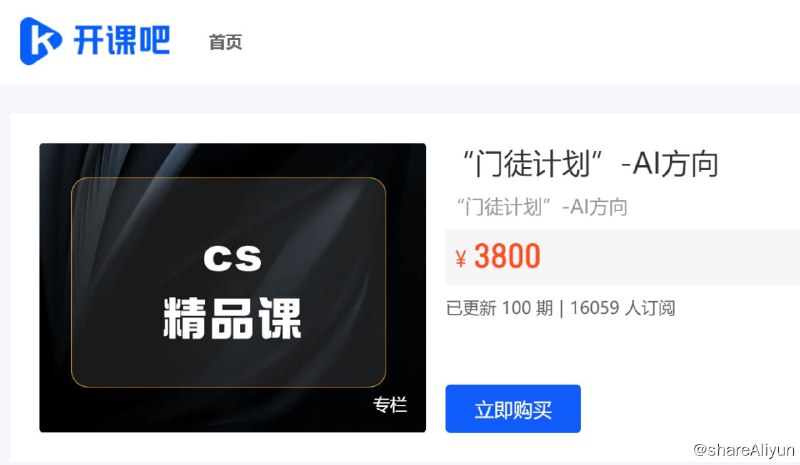 开课吧 首页
“门徒计划”-AI方向
“门徒计划”-AI方向
¥ 3800
已更新 100 期 | 16059 人订阅
立即购买
cs
精品课
专栏
@shareAliyun